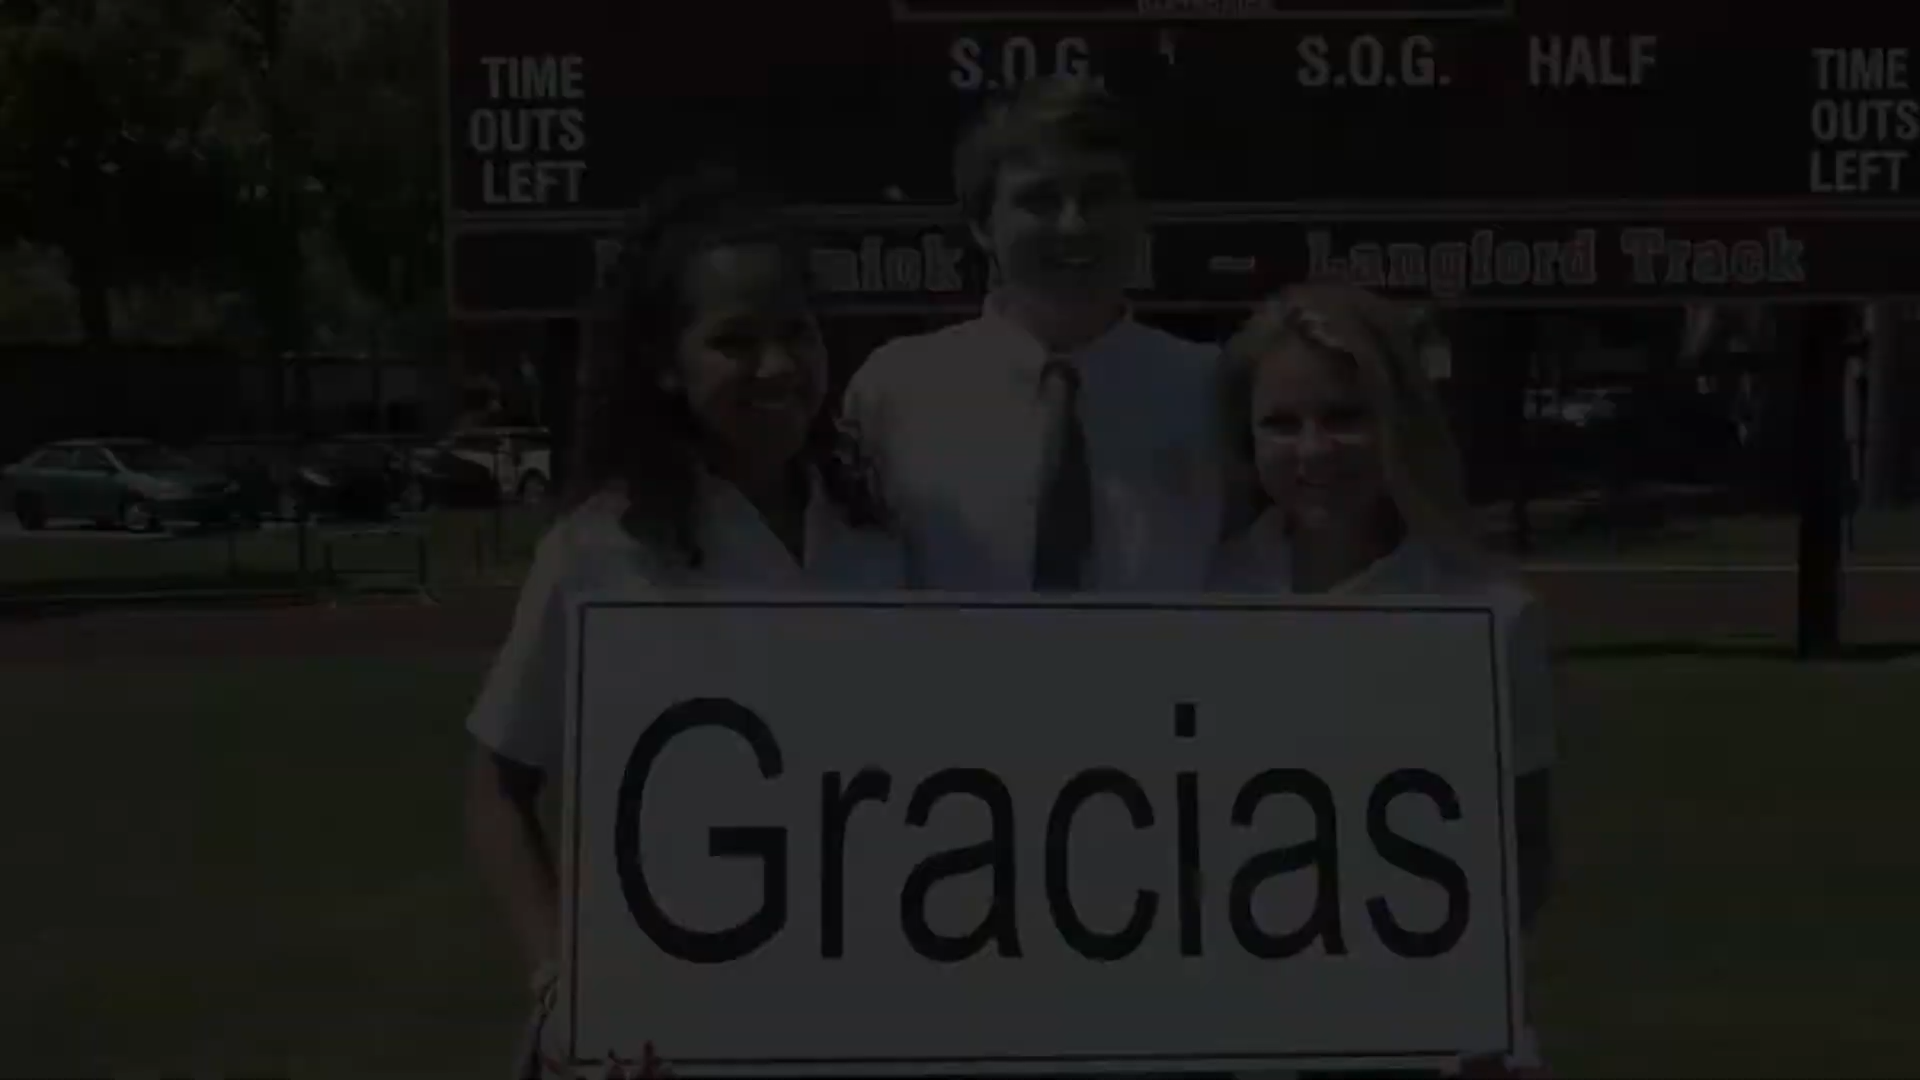 S.O.G.
S.O.G.
HALF
TIME
OUTS
LEFT
TIME
OUTS
LEFT
– Langford Track
Gracias